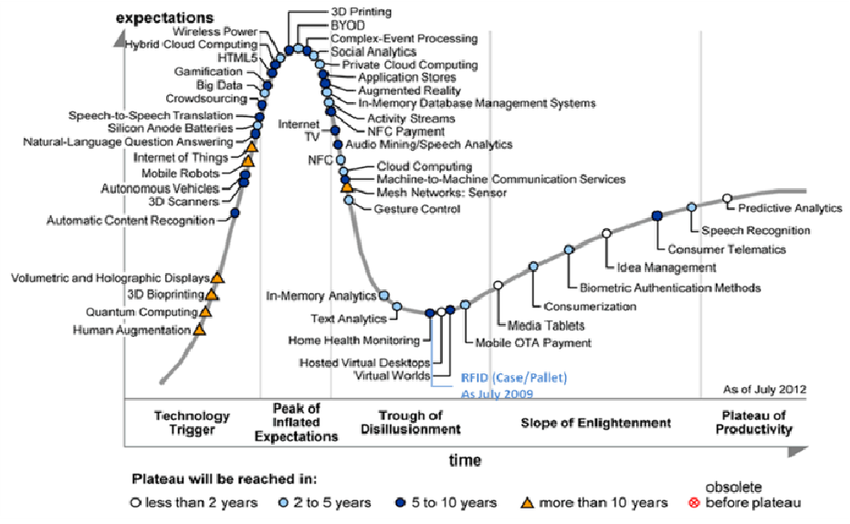 expectations
3D Printing
BYOD
Wireless Power
Complex-Event Processing
Hybrid Cloud Computing
Social Analytics
HTML5
Private Cloud Computing
Gamification
Application Stores
Big Data
Augmented Reality
Crowdsourcing
In-Memory Database Management Systems
Speech-to-Speech Translation
Activity Streams
Silicon Anode Batteries
Internet
TV
NFC Payment
Natural-Language Question Answering
Audio Mining/Speech Analytics
Internet of Things
NFC
Cloud Computing
Mobile Robots
Machine-to-Machine Communication Services
Autonomous Vehicles
Mesh Networks: Sensor
3D Scanners
Gesture Control
Automatic Content Recognition
Predictive Analytics
Speech Recognition
Consumer Telematics
Idea Management
Volumetric and Holographic Displays
Biometric Authentication Methods
3D Bioprinting
In-Memory Analytics
Consumerization
Quantum Computing
Text Analytics
Media Tablets
Human Augmentation
Home Health Monitoring
Mobile OTA Payment
Hosted Virtual Desktops
Virtual Worlds
RFID (Case/Pallet)
As July 2009
As of July 2012
Technology
Trigger
Peak of
Inflated
Expectations
Trough of
Disillusionment
Slope of Enlightenment
Plateau of
Productivity
time
Plateau will be reached in:
less than 2 years
2 to 5 years
5 to 10 years
more than 10 years
obsolete
before plateau